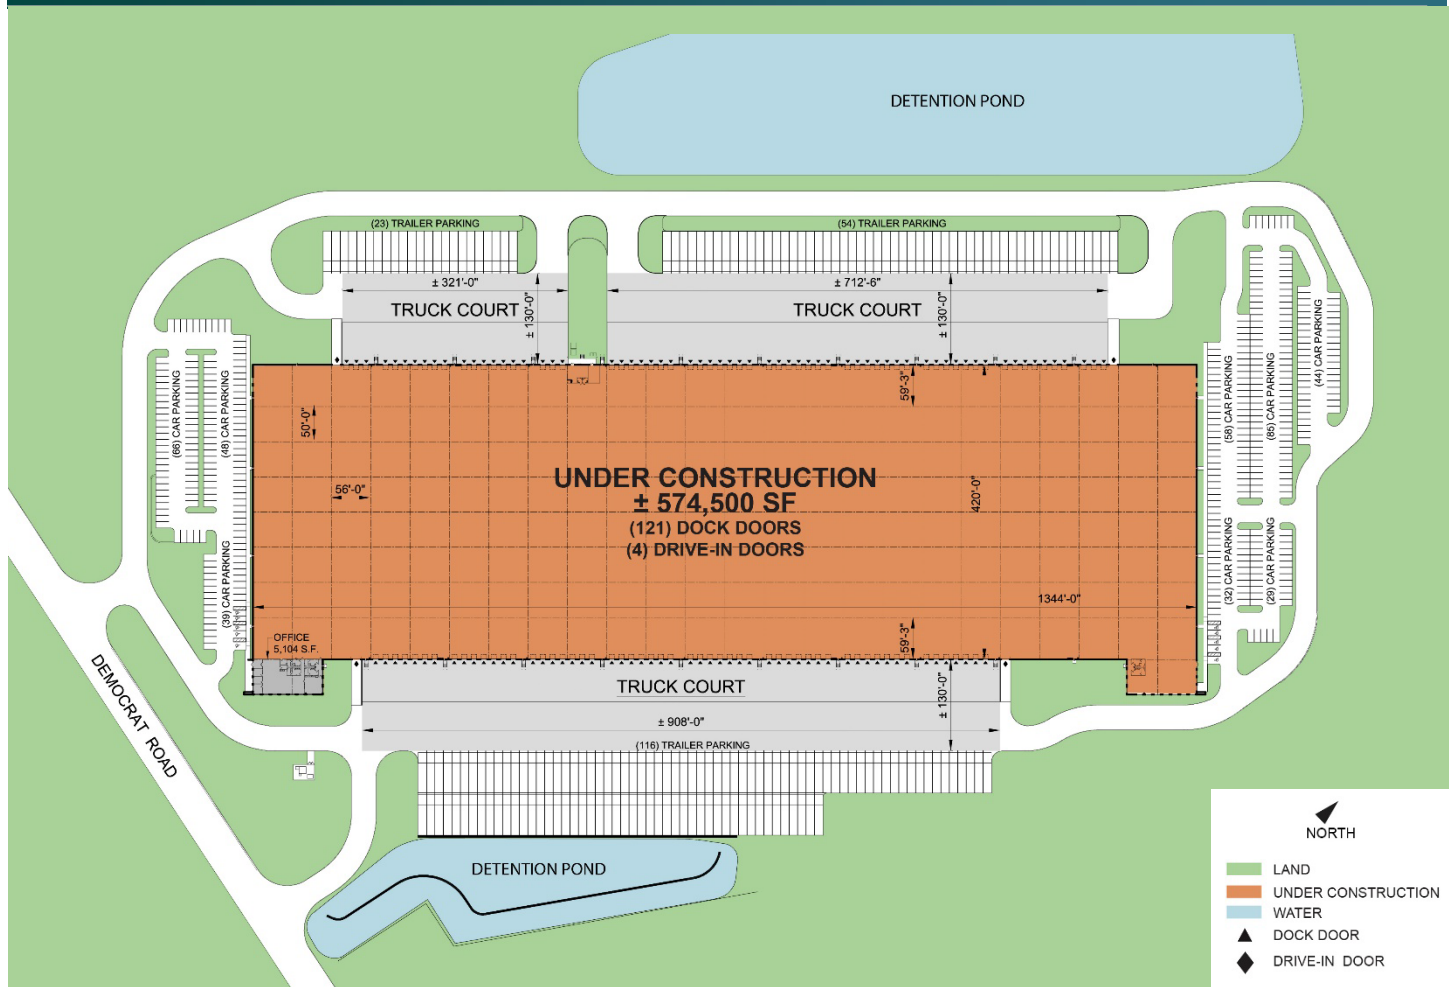 DETENTION POND
(23) TRAILER PARKING
(54) TRAILER PARKING
± 321'-0"
± 712'-6"
TRUCK COURT
± 130'-0"
TRUCK COURT
± 130'-0"
(44) CAR PARKING
(66) CAR PARKING
(48) CAR PARKING
50'-0"
59'-3"
(58) CAR PARKING
(85) CAR PARKING
56'-0"
UNDER CONSTRUCTION
± 574,500 SF
(121) DOCK DOORS
(4) DRIVE-IN DOORS
420'-0"
(39) CAR PARKING
(32) CAR PARKING
(29) CAR PARKING
1344'-0"
59'-3"
OFFICE
5,104 S.F.
TRUCK COURT
± 130'-0"
± 908'-0"
(116) TRAILER PARKING
DEMOCRAT ROAD
DETENTION POND
NORTH
LAND
UNDER CONSTRUCTION
WATER
DOCK DOOR
DRIVE-IN DOOR